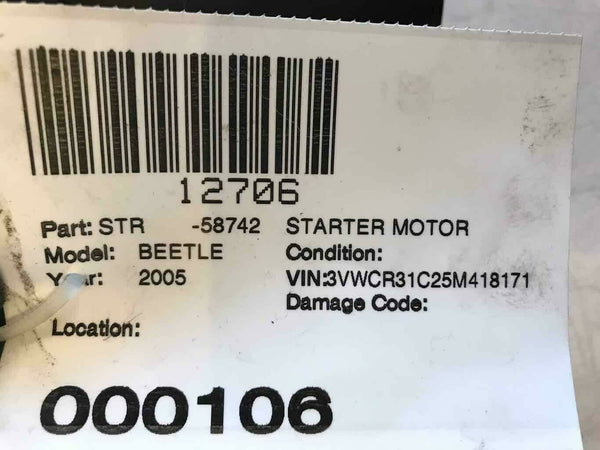 12706
Part: STR -58742 STARTER MOTOR
Model: BEETLE Condition:
Year: 2005 VIN:3VWCR31C25M418171
Damage Code:
Location:
000106